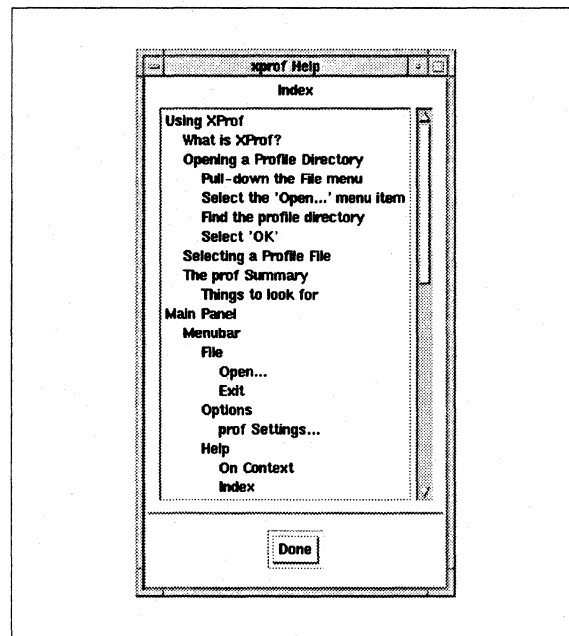 xprof Help
Index
Using XProf
What is XProf?
Opening a Profile Directory
Pull-down the File menu
Select the 'Open...' menu item
Find the profile directory
Select 'OK'
Selecting a Profile File
The prof Summary
Things to look for
Main Panel
Menubar
File
Open...
Exit
Options
prof Settings...
Help
On Context
Index
Done